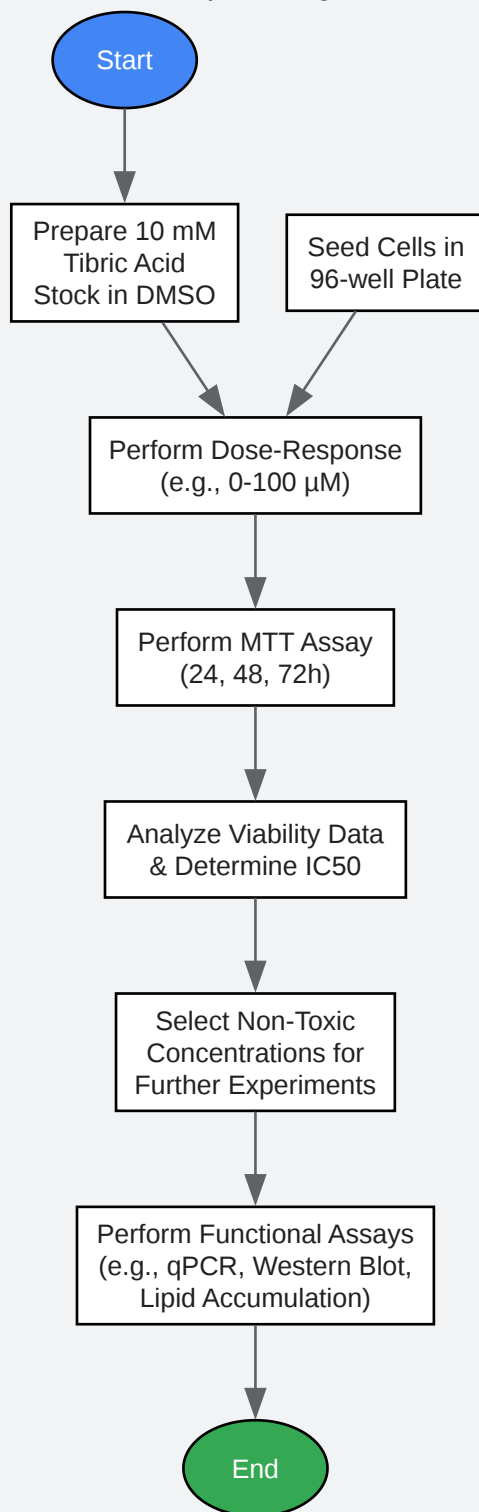 Start
Prepare 10 mM
Tibric Acid
Stock in DMSO
Seed Cells in
96-well Plate
Perform Dose-Response
(e.g., 0-100 µM)
Perform MTT Assay
(24, 48, 72h)
Analyze Viability Data
& Determine IC50
Select Non-Toxic
Concentrations for
Further Experiments
Perform Functional Assays
(e.g., qPCR, Western Blot,
Lipid Accumulation)
End